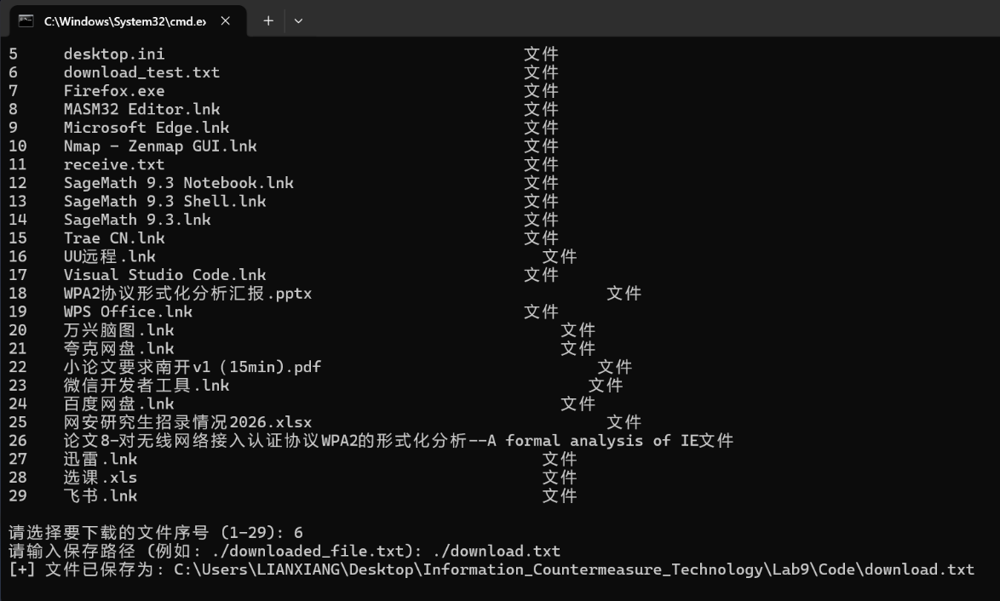 C:\Windows\System32\cmd.ex
5 desktop.ini 文件
6 download_test.txt 文件
7 Firefox.exe 文件
8 MASM32 Editor.lnk 文件
9 Microsoft Edge.lnk 文件
10 Nmap - Zenmap GUI.lnk 文件
11 receive.txt 文件
12 SageMath 9.3 Notebook.lnk 文件
13 SageMath 9.3 Shell.lnk 文件
14 SageMath 9.3.lnk 文件
15 Trae CN.lnk 文件
16 UU远程.lnk 文件
17 Visual Studio Code.lnk 文件
18 WPA2协议形式化分析汇报.pptx 文件
19 WPS Office.lnk 文件
20 万兴脑图.lnk 文件
21 夸克网盘.lnk 文件
22 小论文要求南开v1（15min).pdf 文件
23 微信开发者工具.lnk 文件
24 百度网盘.lnk 文件
25 网安研究生招录情况2026.xlsx 文件
26 论文8-对无线网络接入认证协议WPA2的形式化分析--A formal analysis of IE文件
27 迅雷.lnk 文件
28 选课.xls 文件
29 飞书.lnk 文件
请选择要下载的文件序号 (1-29): 6
请输入保存路径 (例如: ./downloaded_file.txt): ./download.txt
[+] 文件已保存为: C:\Users\LIANXIANG\Desktop\Information_Countermeasure_Technology\Lab9\Code\download.txt